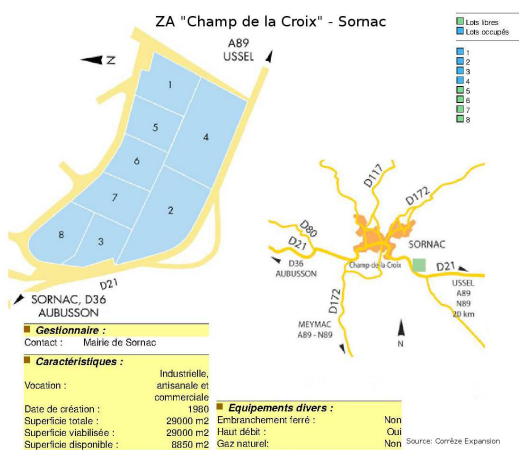 ZA "Champ de la Croix" - Sornac
Lots libres
Lots occupés
1
2
3
4
5
6
7
8
A89
USSEL
N
1
5
4
6
7
2
8
3
D21
SORNAC, D36
AUBUSSON
D117
D172
D80
D21
SORNAC
D36
AUBUSSON
Champ de la Croix
D21
D172
USSEL
A89
N89
20 km
MEYMAC
A89 - N89
N
Gestionnaire :
Contact : Mairie de Sornac
Caractéristiques :
Vocation : Industrielle, artisanale et commerciale
Date de création : 1980
Superficie totale : 29000 m2
Superficie viabilisée : 29000 m2
Superficie disponible : 8850 m2
Equipements divers :
Embranchement ferré : Non
Haut débit : Oui
Gaz naturel: Non
Source: Corrèze Expansion